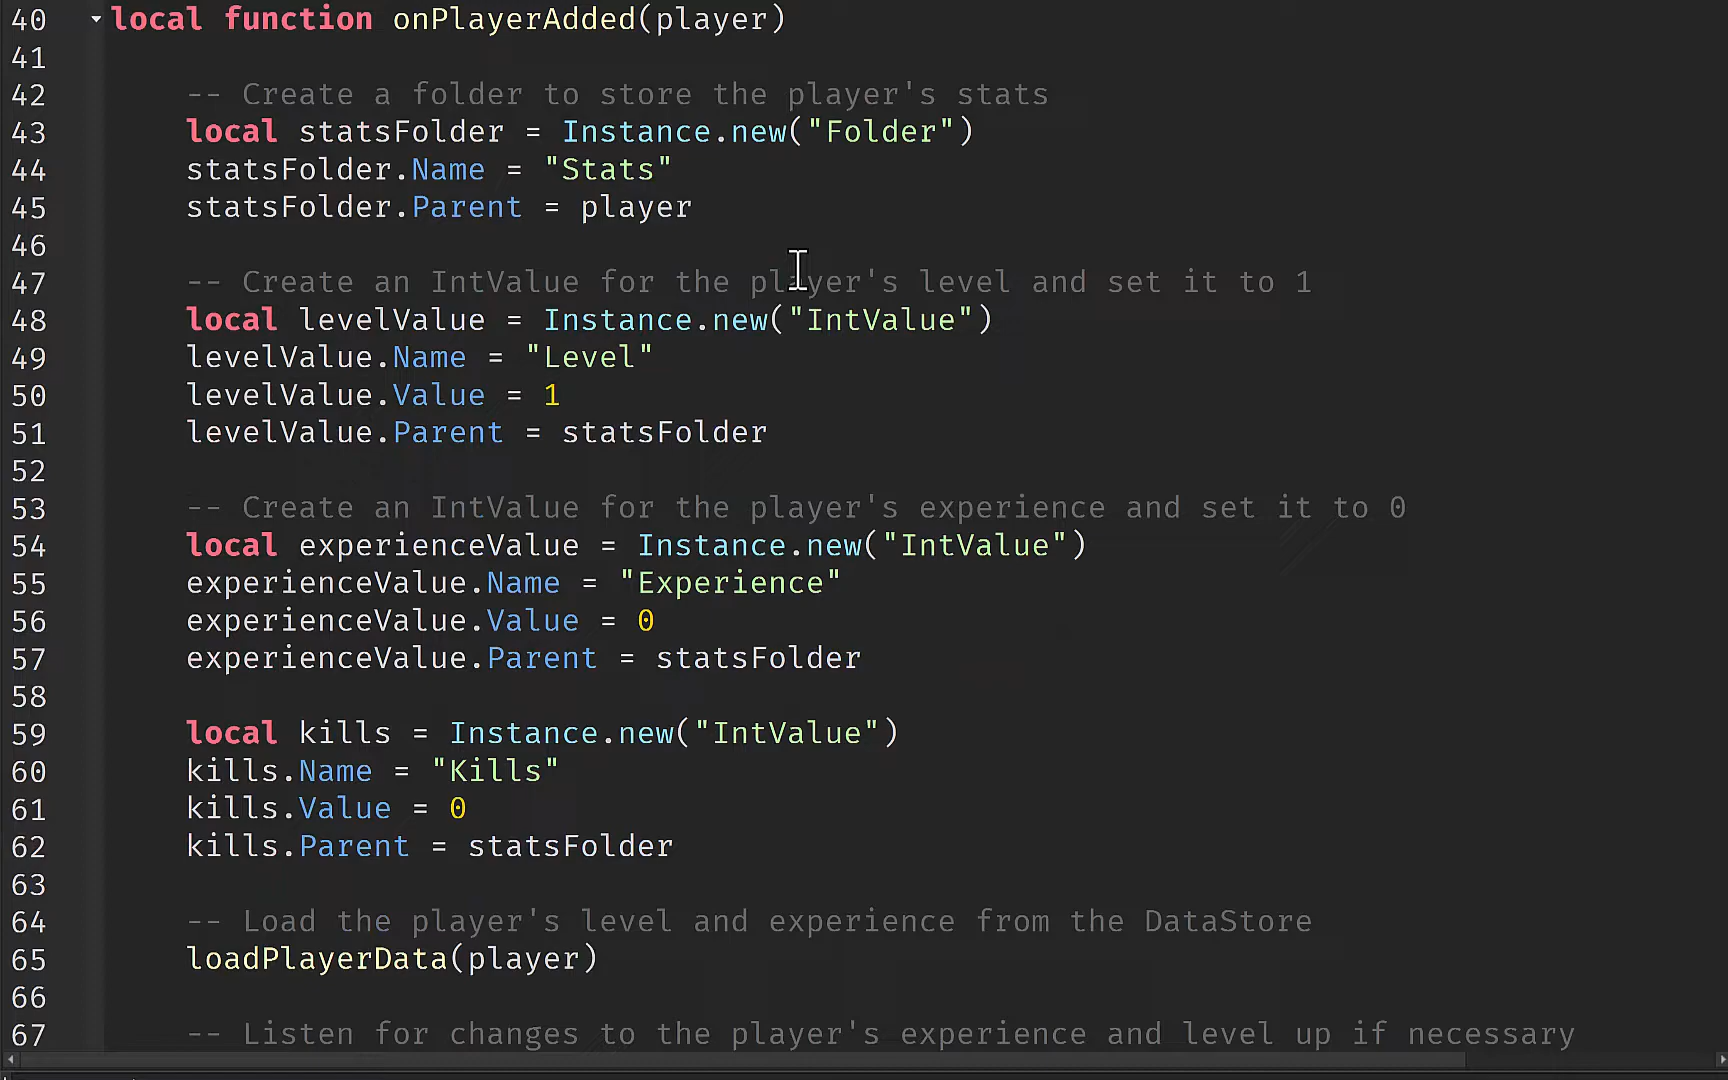 40 local function onPlayerAdded(player)
41
42 -- Create a folder to store the player's stats
43 local statsFolder = Instance.new("Folder")
44 statsFolder.Name = "Stats"
45 statsFolder.Parent = player
46
47 -- Create an IntValue for the player's level and set it to 1
48 local levelValue = Instance.new("IntValue")
49 levelValue.Name = "Level"
50 levelValue.Value = 1
51 levelValue.Parent = statsFolder
52
53 -- Create an IntValue for the player's experience and set it to 0
54 local experienceValue = Instance.new("IntValue")
55 experienceValue.Name = "Experience"
56 experienceValue.Value = 0
57 experienceValue.Parent = statsFolder
58
59 local kills = Instance.new("IntValue")
60 kills.Name = "Kills"
61 kills.Value = 0
62 kills.Parent = statsFolder
63
64 -- Load the player's level and experience from the DataStore
65 loadPlayerData(player)
66
67 -- Listen for changes to the player's experience and level up if necessary